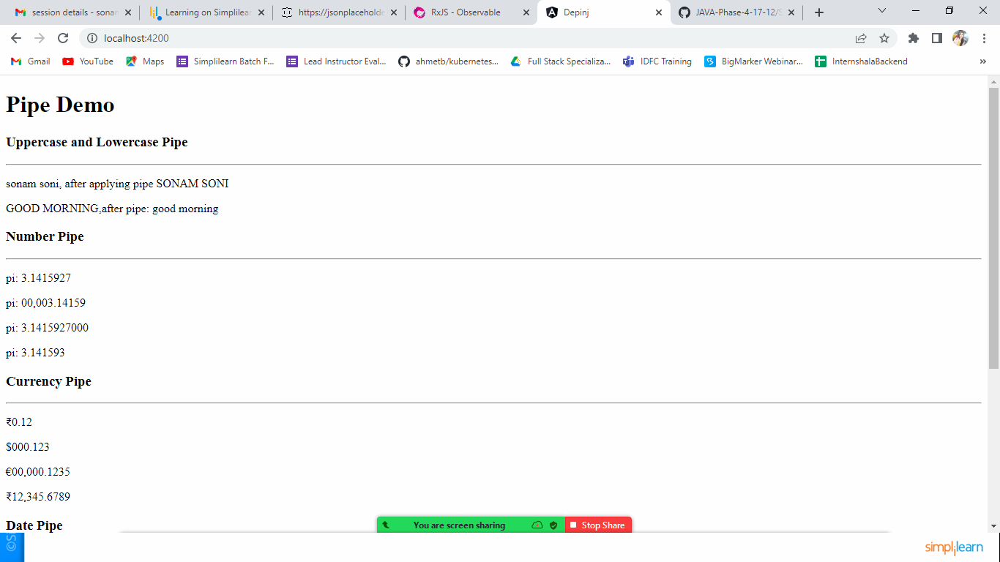 session details - sonam
Learning on Simplilear
https://jsonplaceholde
RxJS - Observable
Depinj
JAVA-Phase-4-17-12/S
localhost:4200
Gmail
YouTube
Maps
Simplilearn Batch F...
Lead Instructor Eval...
ahmetb/kubernetes...
Full Stack Specializa...
IDFC Training
BigMarker Webinar...
InternshalaBackend
»
Pipe Demo
Uppercase and Lowercase Pipe
sonam soni, after applying pipe SONAM SONI
GOOD MORNING,after pipe: good morning
Number Pipe
pi: 3.1415927
pi: 00,003.14159
pi: 3.1415927000
pi: 3.141593
Currency Pipe
₹0.12
$000.123
€00,000.1235
₹12,345.6789
Date Pipe
You are screen sharing
Stop Share
simplilearn